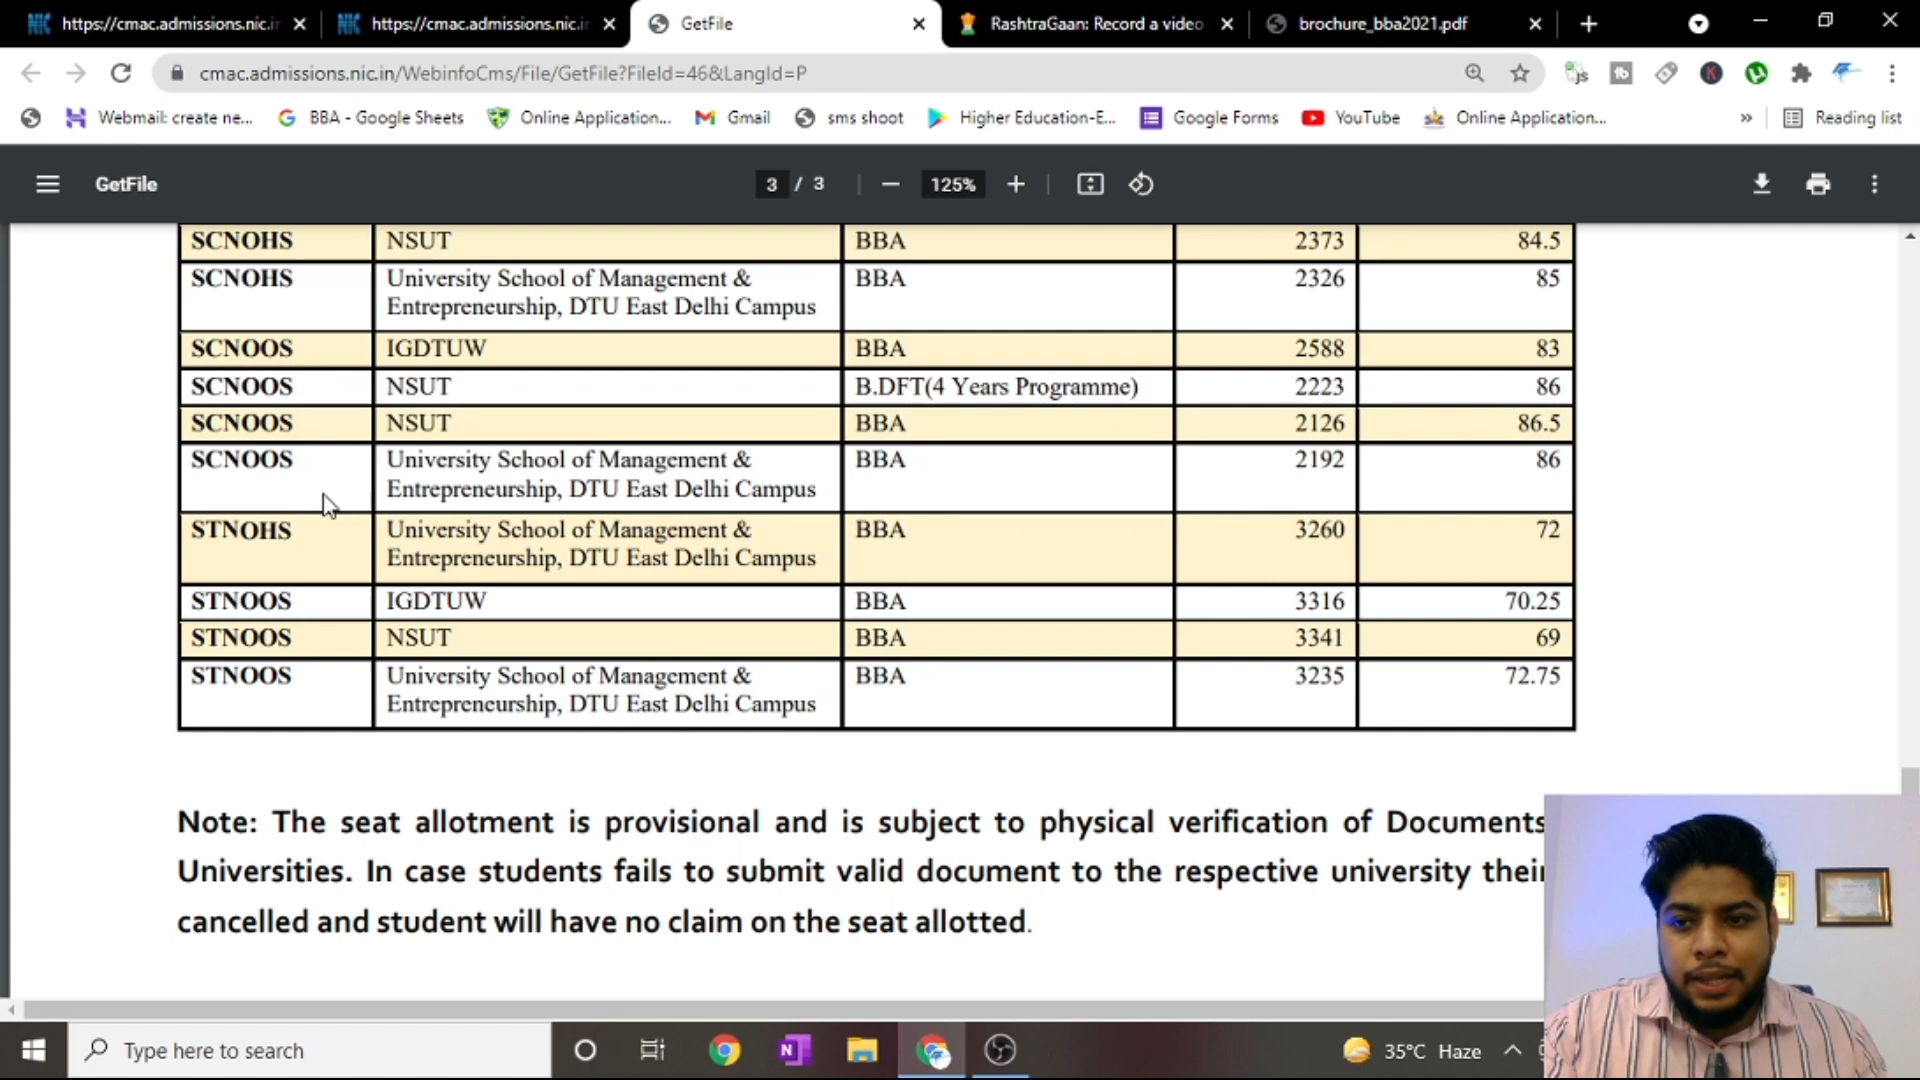 https://cmac.admissions.nic.in
https://cmac.admissions.nic.in
GetFile
RashtraGaan: Record a video
brochure_bba2021.pdf
cmac.admissions.nic.in/WebinfoCms/File/GetFile?FileId=46&LangId=P
Webmail: create ne...
BBA - Google Sheets
Online Application...
Gmail
sms shoot
Higher Education-E...
Google Forms
YouTube
Online Application...
»
Reading list
GetFile
3 / 3
125%
SCNOHS NSUT BBA 2373 84.5
SCNOHS University School of Management & BBA 2326 85
Entrepreneurship, DTU East Delhi Campus
SCNOOS IGDTUW BBA 2588 83
SCNOOS NSUT B.DFT(4 Years Programme) 2223 86
SCNOOS NSUT BBA 2126 86.5
SCNOOS University School of Management & BBA 2192 86
Entrepreneurship, DTU East Delhi Campus
STNOHS University School of Management & BBA 3260 72
Entrepreneurship, DTU East Delhi Campus
STNOOS IGDTUW BBA 3316 70.25
STNOOS NSUT BBA 3341 69
STNOOS University School of Management & BBA 3235 72.75
Entrepreneurship, DTU East Delhi Campus
Note: The seat allotment is provisional and is subject to physical verification of Documents
Universities. In case students fails to submit valid document to the respective university their
cancelled and student will have no claim on the seat allotted.
Type here to search
35°C Haze